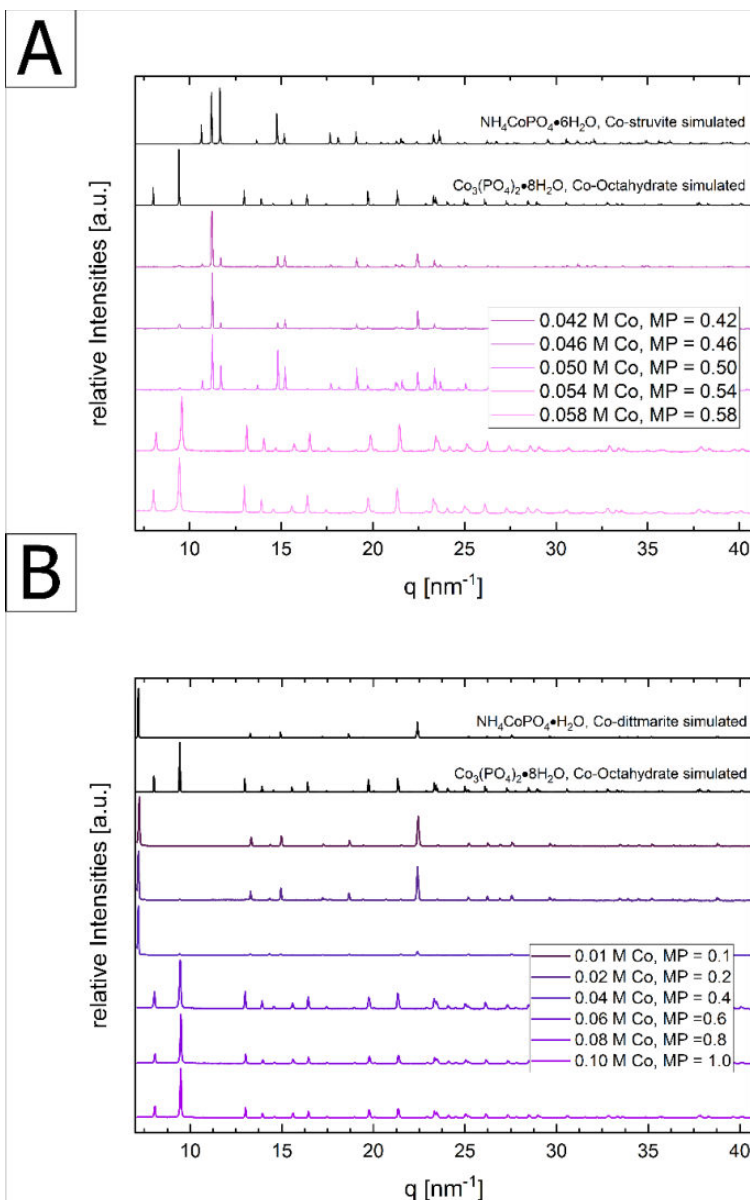 A
NH₄CoPO₄•6H₂O, Co-struvite simulated
Co₃(PO₄)₂•8H₂O, Co-Octahydrate simulated
relative Intensities [a.u.]
0.042 M Co, MP = 0.42
0.046 M Co, MP = 0.46
0.050 M Co, MP = 0.50
0.054 M Co, MP = 0.54
0.058 M Co, MP = 0.58
10 15 20 25 30 35 40
q [nm⁻¹]
B
NH₄CoPO₄•H₂O, Co-dittmarite simulated
Co₃(PO₄)₂•8H₂O, Co-Octahydrate simulated
relative Intensities [a.u.]
0.01 M Co, MP = 0.1
0.02 M Co, MP = 0.2
0.04 M Co, MP = 0.4
0.06 M Co, MP =0.6
0.08 M Co, MP =0.8
0.10 M Co, MP = 1.0
10 15 20 25 30 35 40
q [nm⁻¹]